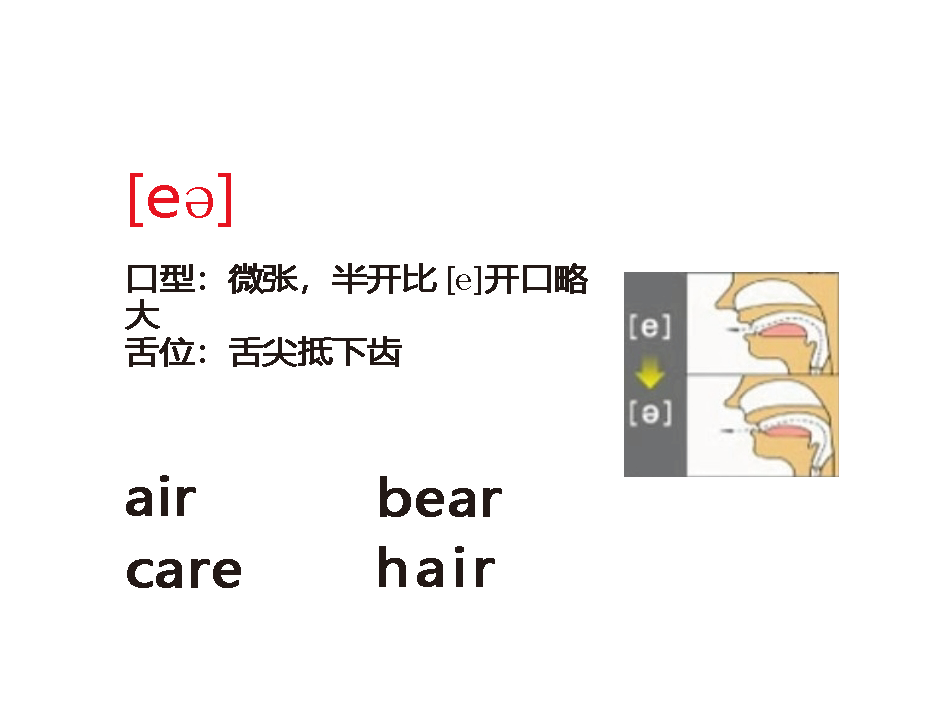 [eə]
口型：微张，半开比 [e]开口略
大
舌位：舌尖抵下齿
[e]
[ə]
air
bear
care
hair